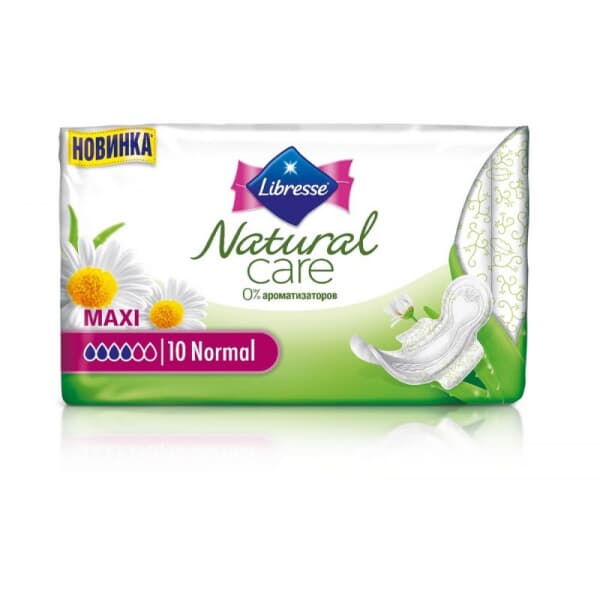 НОВИНКА
Libresse
Natural
care
0% ароматизаторов
MAXI
10 Normal